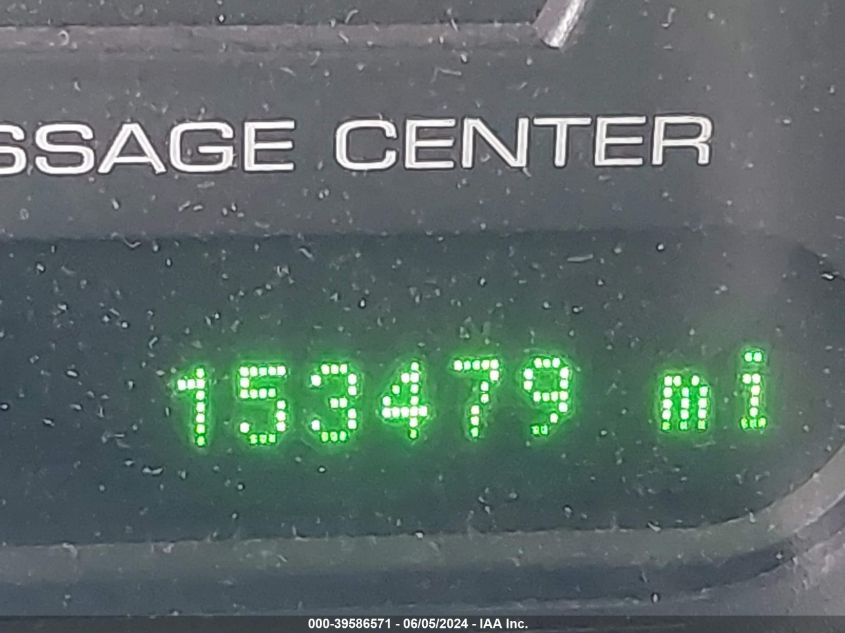 SSAGE CENTER
153479 mi
000-39586571 - 06/05/2024 - IAA Inc.